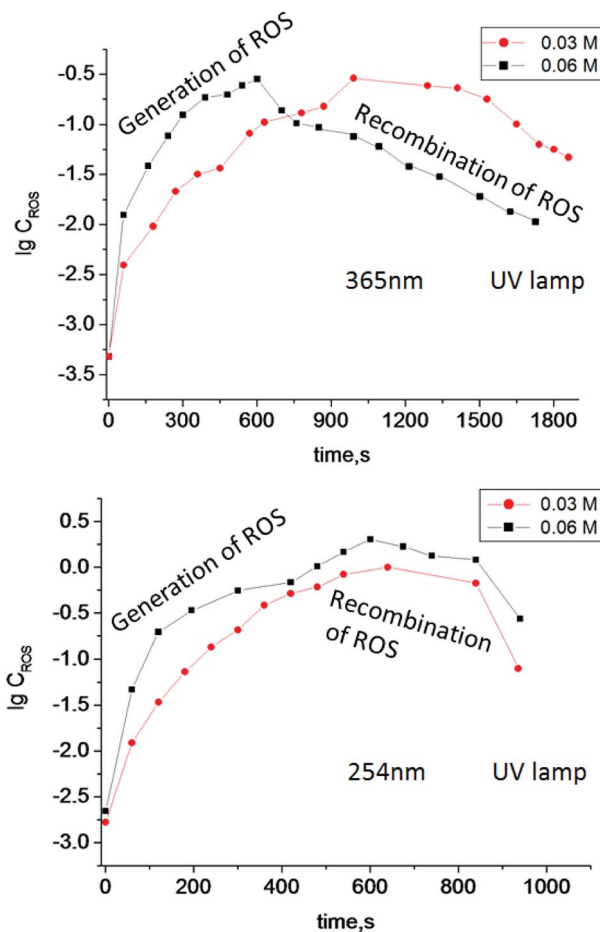 0.03 M
0.06 M
Generation of ROS
Recombination of ROS
-0.5
-1.0
-1.5
-2.0
-2.5
-3.0
-3.5
lg C_ROS
365nm UV lamp
0 300 600 900 1200 1500 1800
time,s
0.03 M
0.06 M
Generation of ROS
Recombination
of ROS
0.5
0.0
-0.5
-1.0
-1.5
-2.0
-2.5
-3.0
lg C_ROS
254nm UV lamp
0 200 400 600 800 1000
time,s